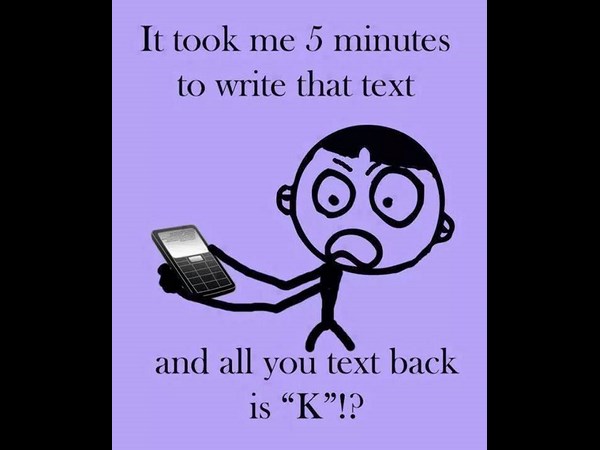 It took me 5 minutes
to write that text
and all you text back
is “K”!?